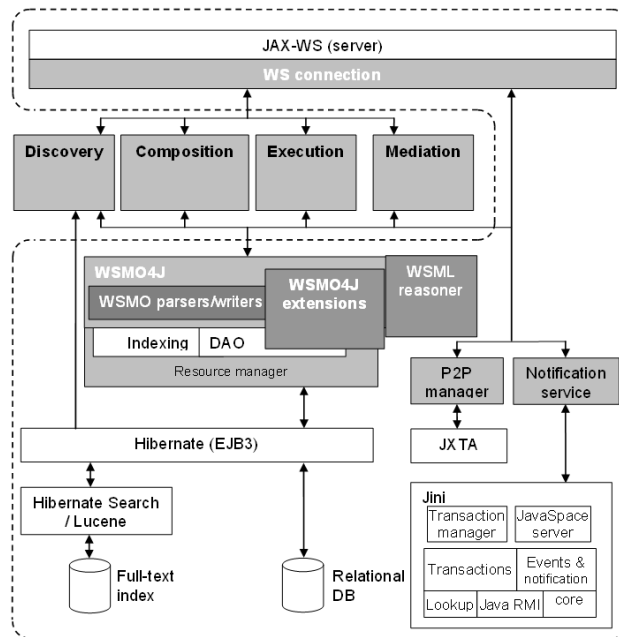 JAX-WS (server)
WS connection
Discovery
Composition
Execution
Mediation
WSMO4J
WSMO parsers/writers
WSMO4J
extensions
WSML
reasoner
Indexing
DAO
Resource manager
P2P
manager
Notification
service
Hibernate (EJB3)
JXTA
Hibernate Search
/ Lucene
Full-text
index
Relational
DB
Jini
Transaction
manager
JavaSpace
server
Transactions
Events &
notification
Lookup
Java RMI
core